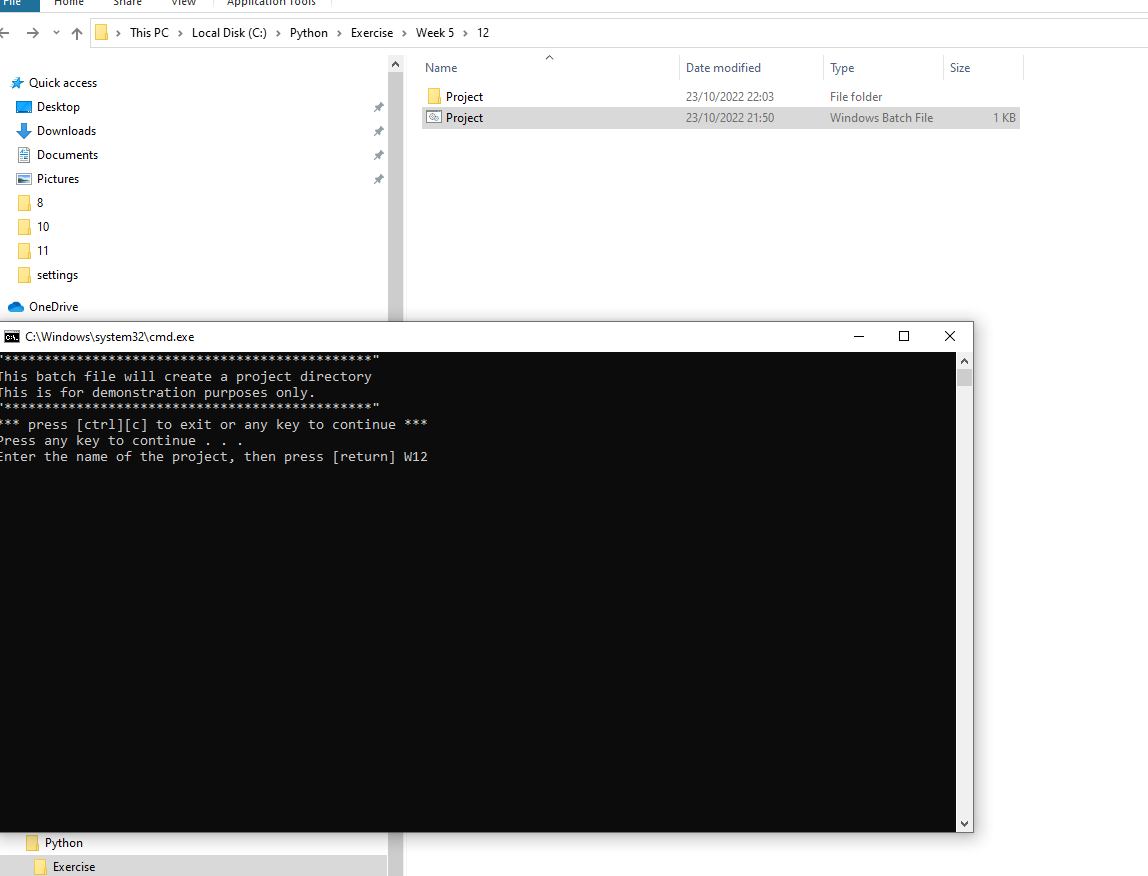 File Home Share View Application Tools
This PC > Local Disk (C:) > Python > Exercise > Week 5 > 12
Name Date modified Type Size
Quick access
Desktop
Downloads
Documents
Pictures
8
10
11
settings
OneDrive
Project 23/10/2022 22:03 File folder
Project 23/10/2022 21:50 Windows Batch File 1 KB
C:\Windows\system32\cmd.exe
"**********************************************"
This batch file will create a project directory
This is for demonstration purposes only.
"**********************************************"
*** press [ctrl][c] to exit or any key to continue ***
Press any key to continue . . .
Enter the name of the project, then press [return] W12
Python
Exercise